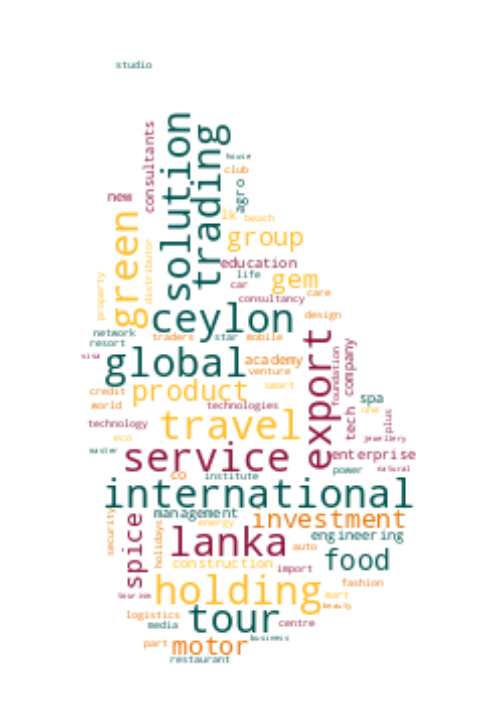 studio
consultants
solution
trading
house
club
agro
new
lk
beach
green
group
distributor
education
life
gem
property
car
care
consultancy
ceylon
design
network
resort
traders
star
mobile
export
visa
global
academy
venture
foundation
tech company
credit
product
smart
spa
world
technologies
one
plus
technology
travel
eco
jewellery
water
service
enterprise
power
natural
co
institute
international
security
spice
management
holidays
energy
investment
lanka
engineering
auto
food
construction
import
fashion
tourism
holding
mart
beauty
logistics
tour
media
centre
part
motor
business
restaurant